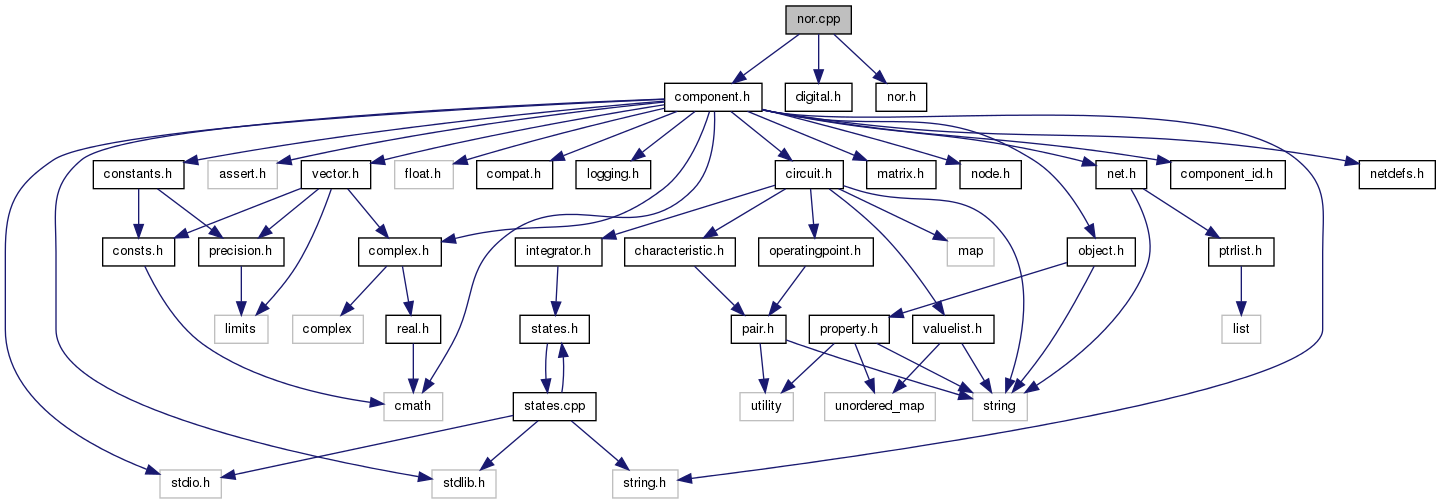 nor.cpp
component.h
digital.h
nor.h
constants.h
assert.h
vector.h
float.h
compat.h
logging.h
circuit.h
matrix.h
node.h
net.h
component_id.h
netdefs.h
consts.h
precision.h
complex.h
integrator.h
characteristic.h
operatingpoint.h
map
object.h
ptrlist.h
limits
complex
real.h
states.h
pair.h
property.h
valuelist.h
list
cmath
states.cpp
utility
unordered_map
string
stdio.h
stdlib.h
string.h